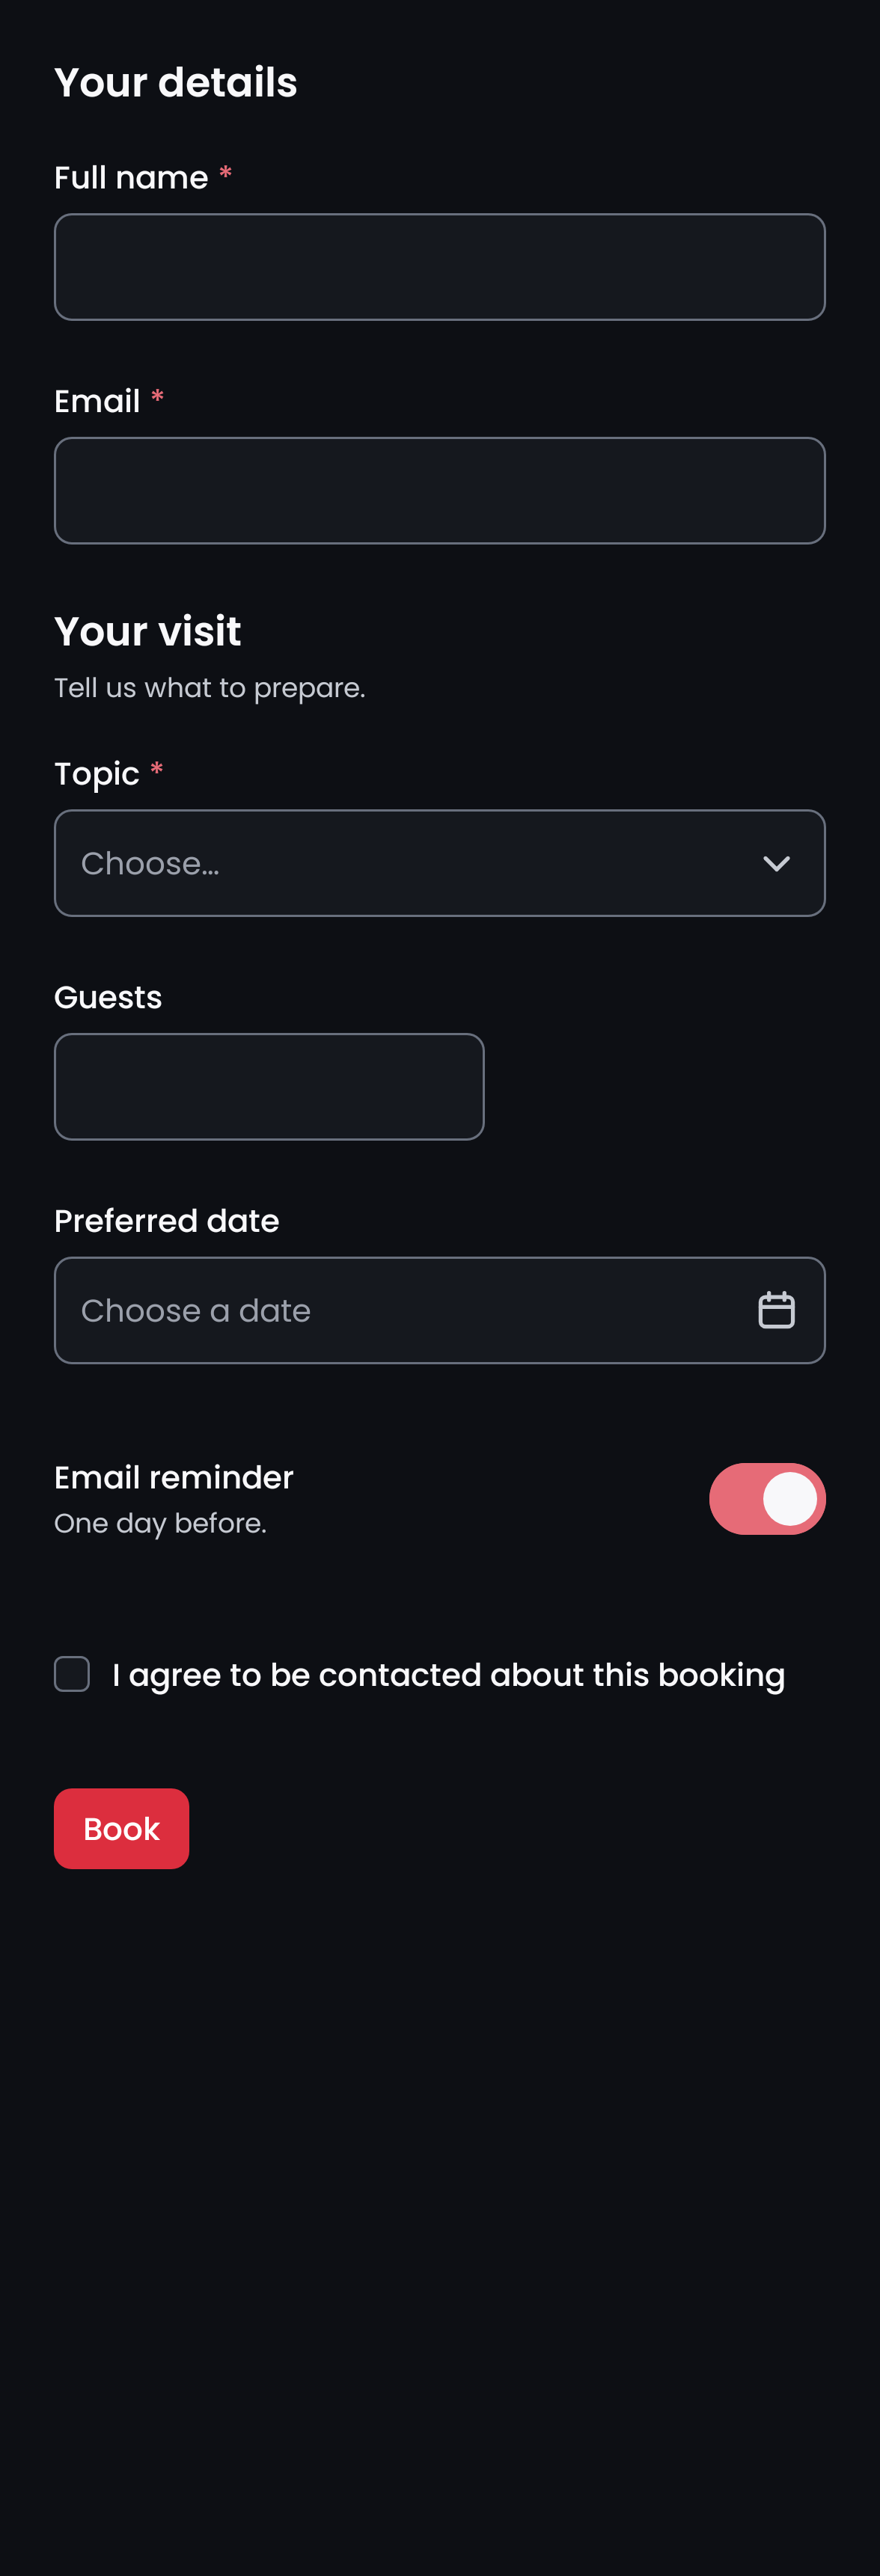 Your details
Full name *
Email *
Your visit
Tell us what to prepare.
Topic *
Choose...
Guests
Preferred date
Choose a date
Email reminder
One day before.
I agree to be contacted about this booking
Book